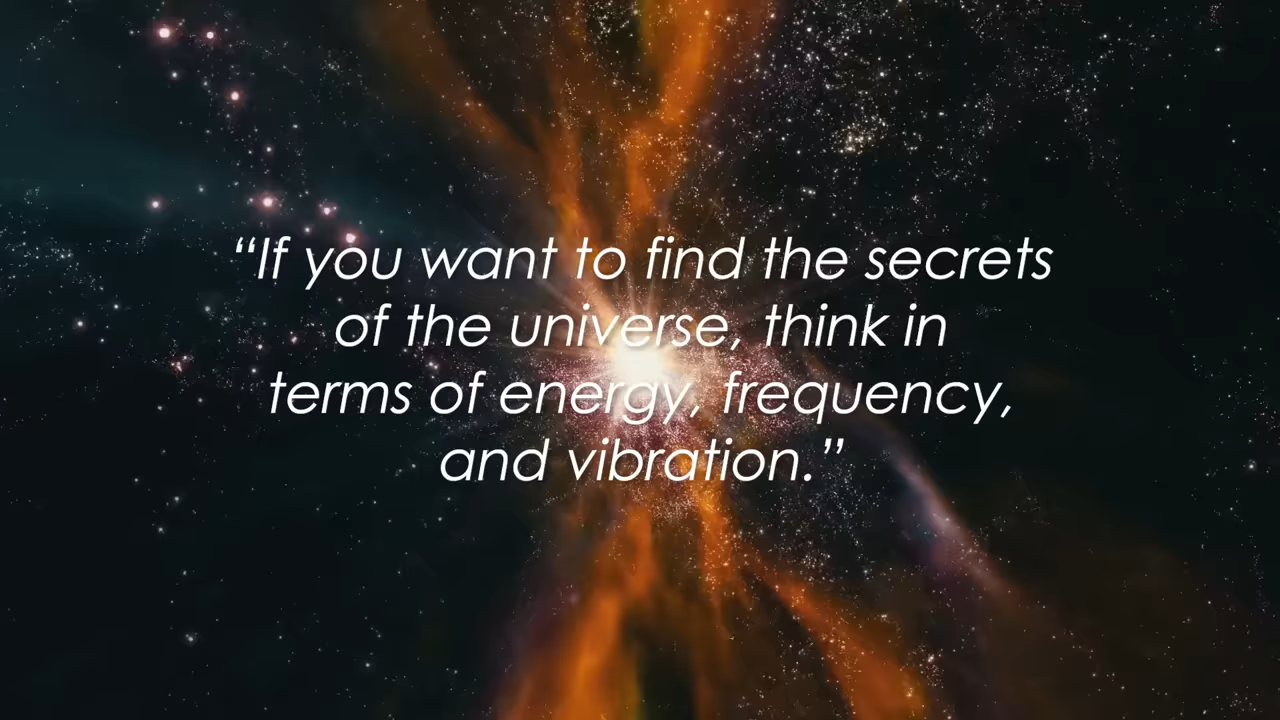 “If you want to find the secrets
of the universe, think in
terms of energy, frequency,
and vibration.”